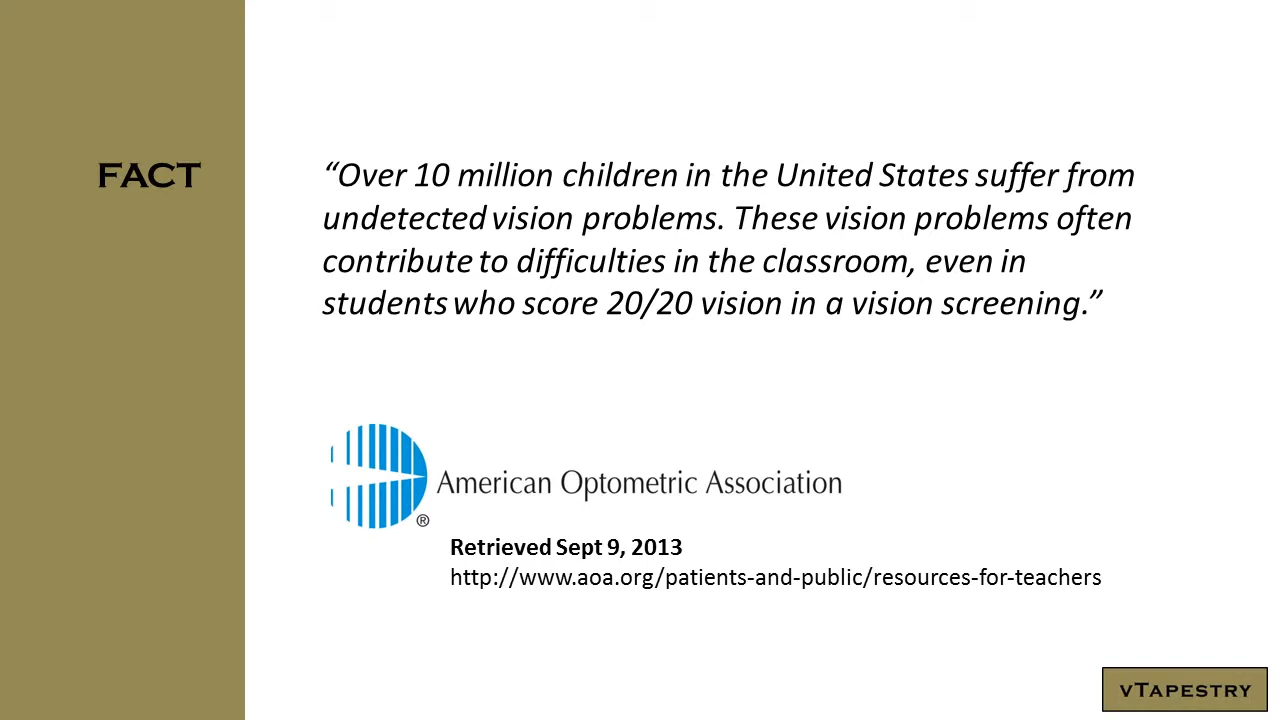 FACT
“Over 10 million children in the United States suffer from
undetected vision problems. These vision problems often
contribute to difficulties in the classroom, even in
students who score 20/20 vision in a vision screening.”
American Optometric Association
®
Retrieved Sept 9, 2013
http://www.aoa.org/patients-and-public/resources-for-teachers
vTapestry